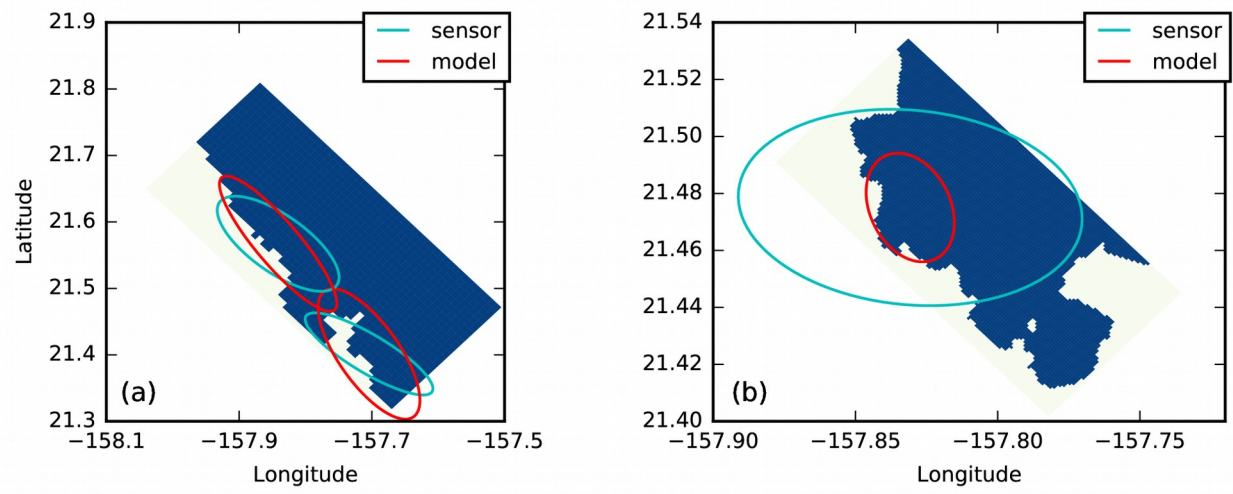 21.9
21.8
21.7
21.6
21.5
21.4
21.3
Latitude
sensor
model
(a)
−158.1 −157.9 −157.7 −157.5
Longitude
21.54
21.52
21.50
21.48
21.46
21.44
21.42
21.40
sensor
model
(b)
−157.90 −157.85 −157.80 −157.75
Longitude